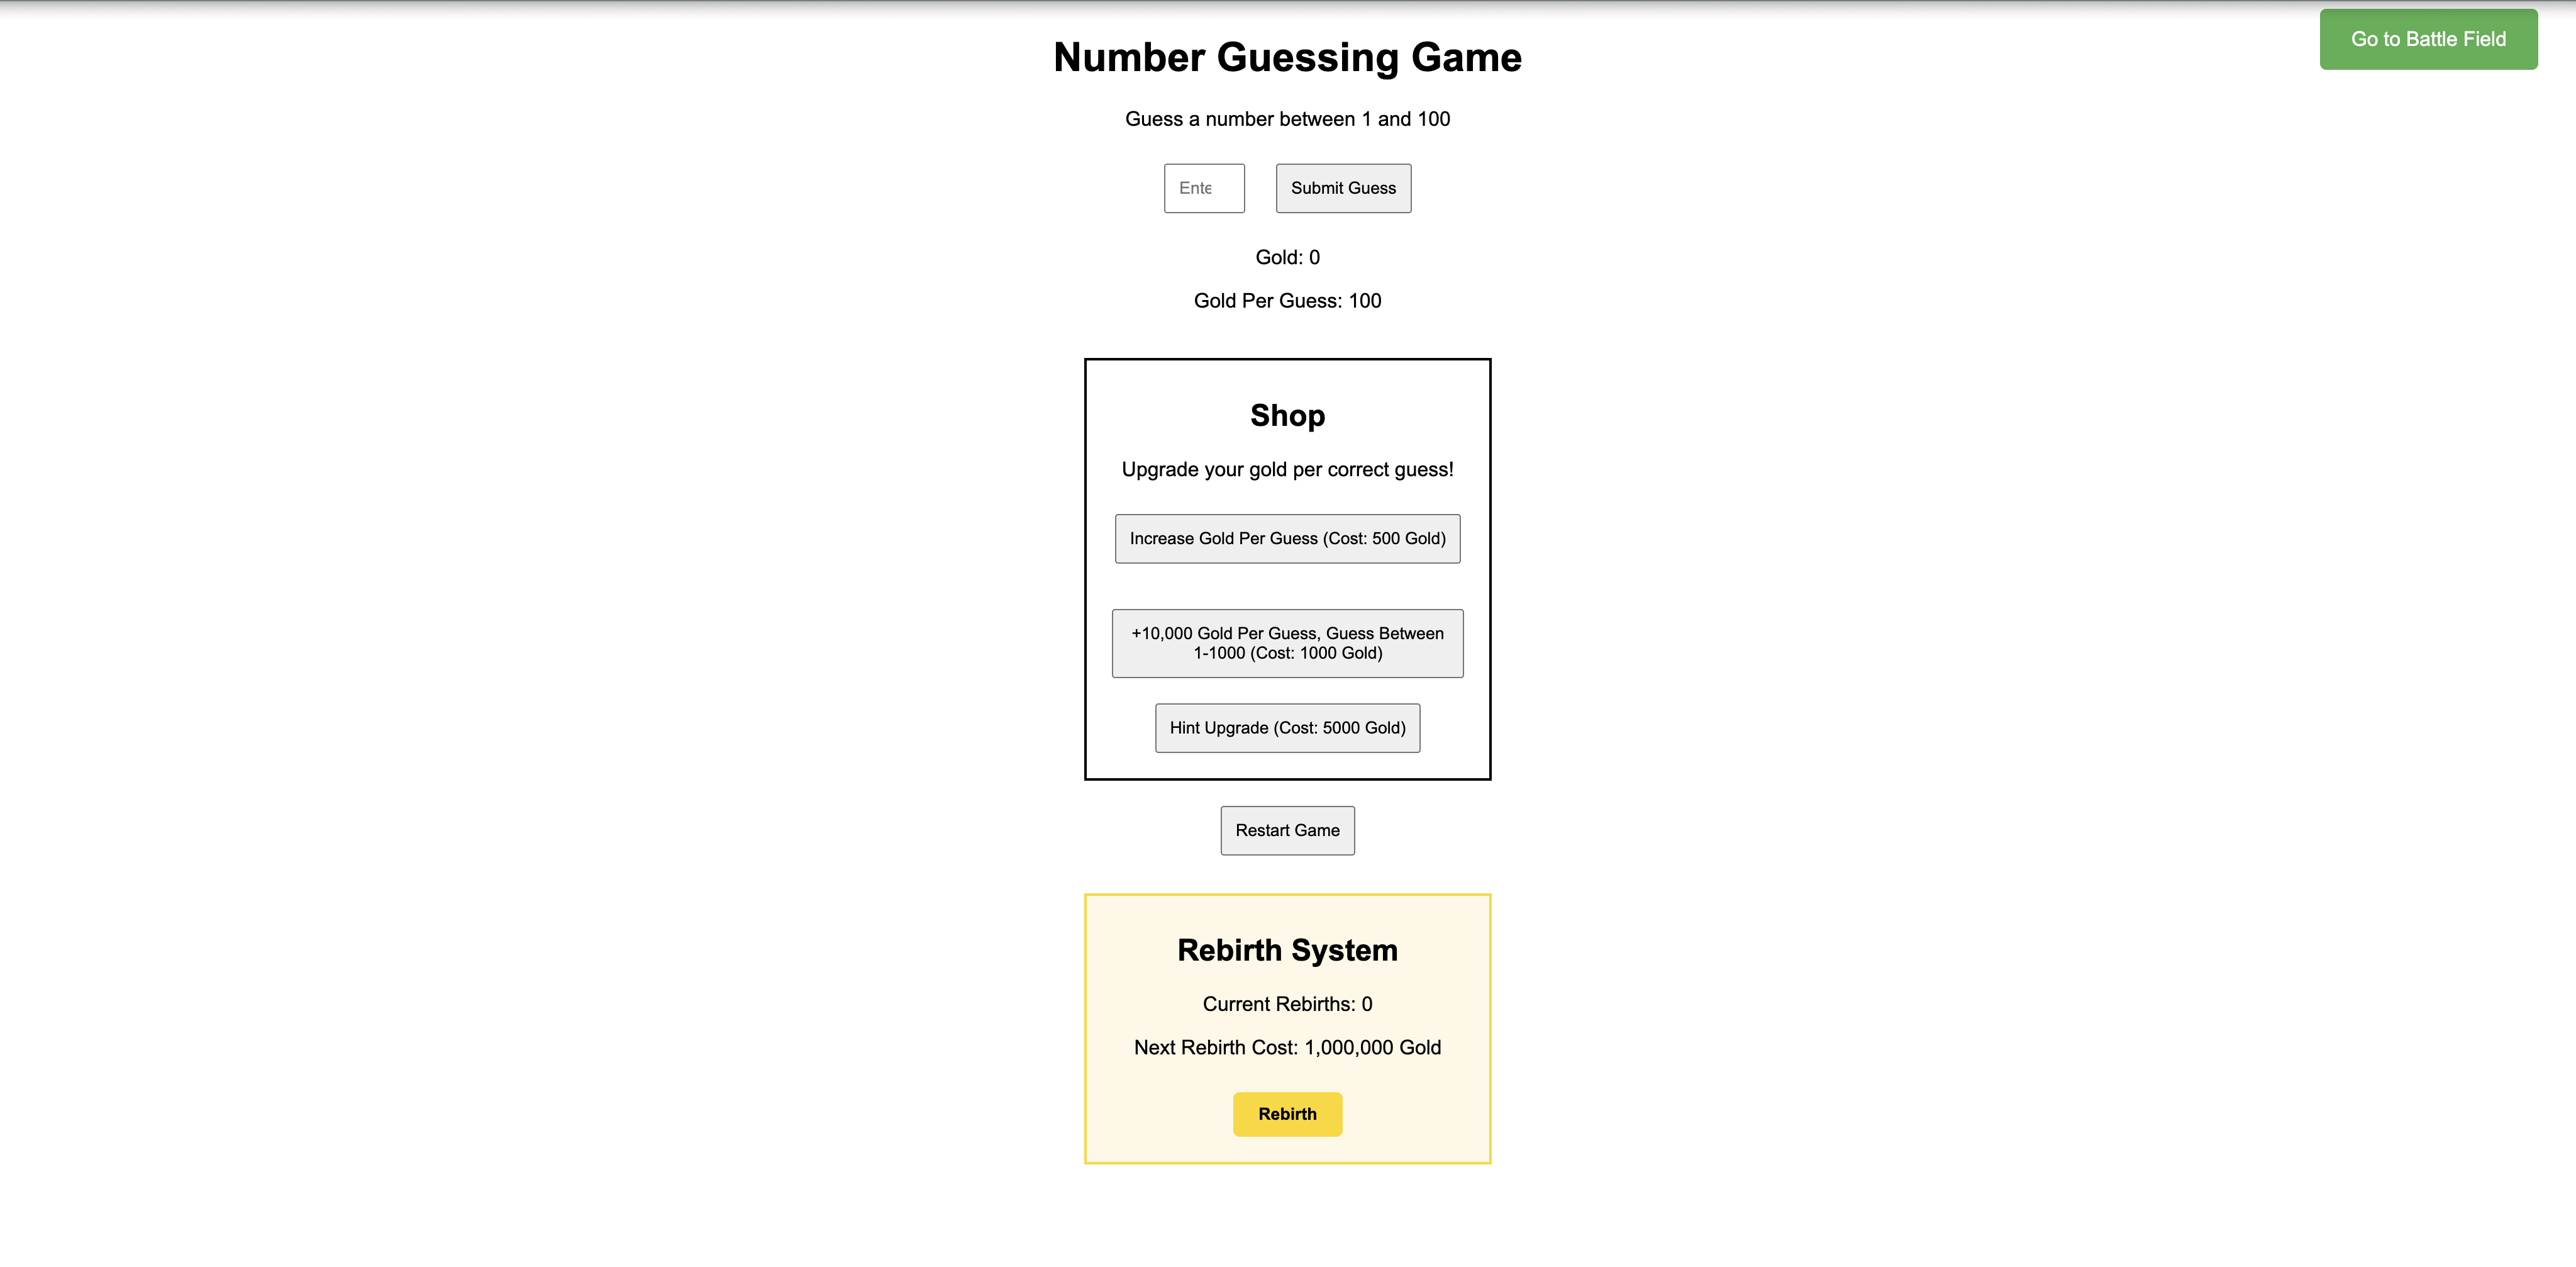 Go to Battle Field
Number Guessing Game
Guess a number between 1 and 100
Ente
Submit Guess
Gold: 0
Gold Per Guess: 100
Shop
Upgrade your gold per correct guess!
Increase Gold Per Guess (Cost: 500 Gold)
+10,000 Gold Per Guess, Guess Between
1-1000 (Cost: 1000 Gold)
Hint Upgrade (Cost: 5000 Gold)
Restart Game
Rebirth System
Current Rebirths: 0
Next Rebirth Cost: 1,000,000 Gold
Rebirth